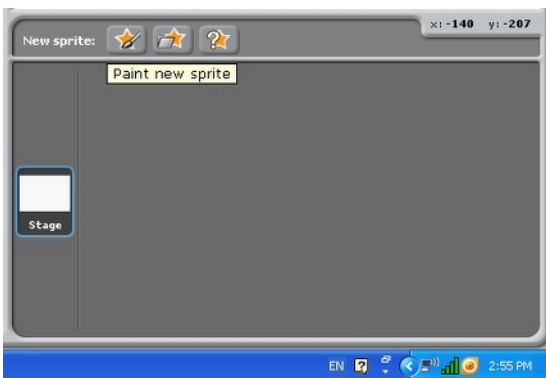 x: -140 y: -207
New sprite:
Paint new sprite
Stage
EN 2:55 PM